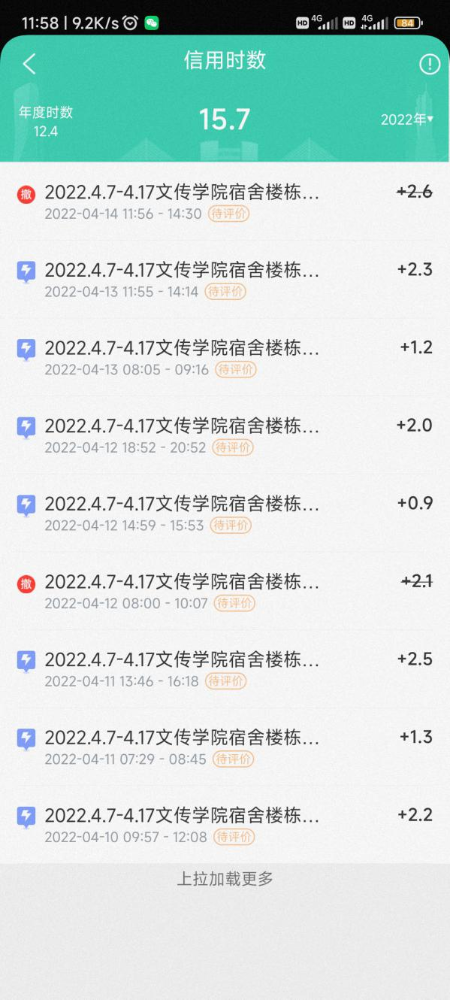 11:58 | 9.2K/s
HD 4G HD 4G 84
信用时数
年度时数
12.4
15.7
2022年▾
撤 2022.4.7-4.17文传学院宿舍楼栋... +2.6
2022-04-14 11:56 - 14:30 待评价
2022.4.7-4.17文传学院宿舍楼栋... +2.3
2022-04-13 11:55 - 14:14 待评价
2022.4.7-4.17文传学院宿舍楼栋... +1.2
2022-04-13 08:05 - 09:16 待评价
2022.4.7-4.17文传学院宿舍楼栋... +2.0
2022-04-12 18:52 - 20:52 待评价
2022.4.7-4.17文传学院宿舍楼栋... +0.9
2022-04-12 14:59 - 15:53 待评价
撤 2022.4.7-4.17文传学院宿舍楼栋... +2.1
2022-04-12 08:00 - 10:07 待评价
2022.4.7-4.17文传学院宿舍楼栋... +2.5
2022-04-11 13:46 - 16:18 待评价
2022.4.7-4.17文传学院宿舍楼栋... +1.3
2022-04-11 07:29 - 08:45 待评价
2022.4.7-4.17文传学院宿舍楼栋... +2.2
2022-04-10 09:57 - 12:08 待评价
上拉加载更多